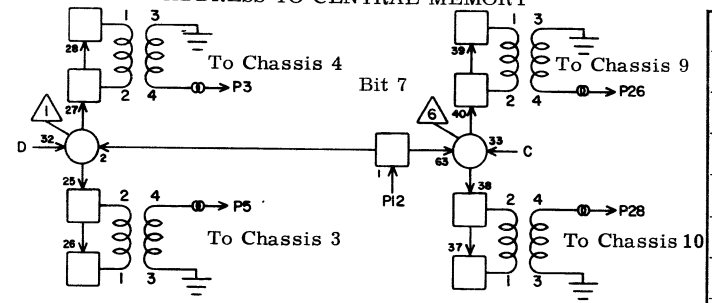 ADDRESS TO CENTRAL MEMORY
1 3
28
To Chassis 4
27 2 4 P3
1
D 32 2
25 2 4 P5
To Chassis 3
26 1 3
Bit 7
1
P12
1 3
39
To Chassis 9
40 2 4 P26
6
63 33 C
38 2 4 P28
To Chassis 10
37 1 3